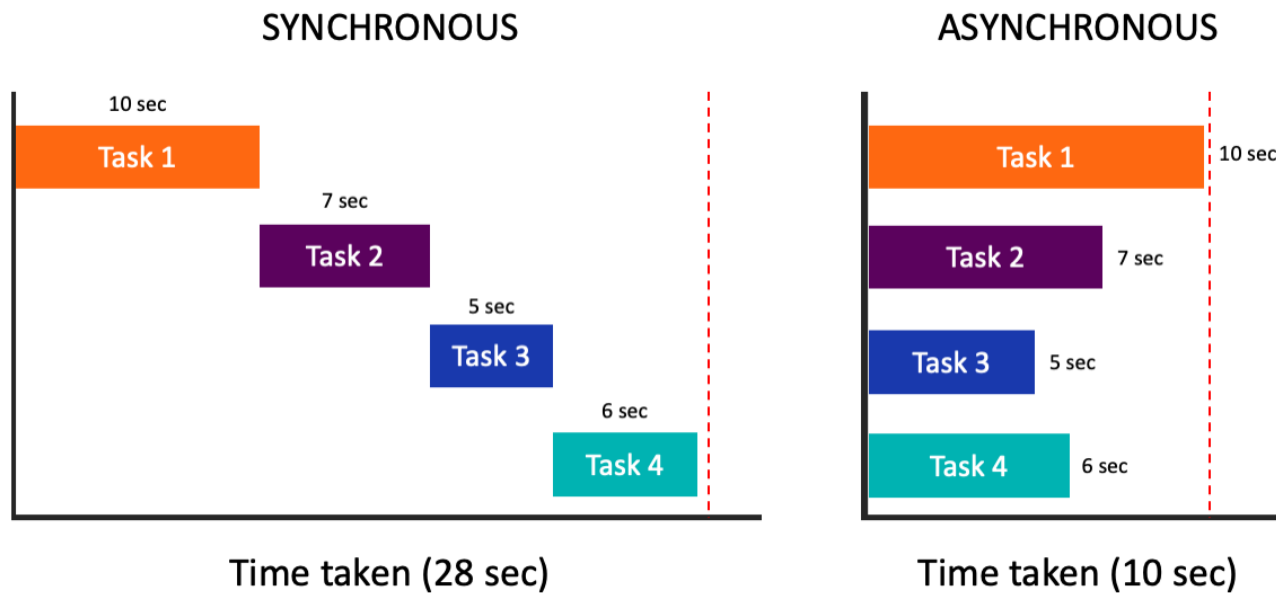 SYNCHRONOUS
10 sec
Task 1
7 sec
Task 2
5 sec
Task 3
6 sec
Task 4
Time taken (28 sec)
ASYNCHRONOUS
Task 1
10 sec
Task 2
7 sec
Task 3
5 sec
Task 4
6 sec
Time taken (10 sec)